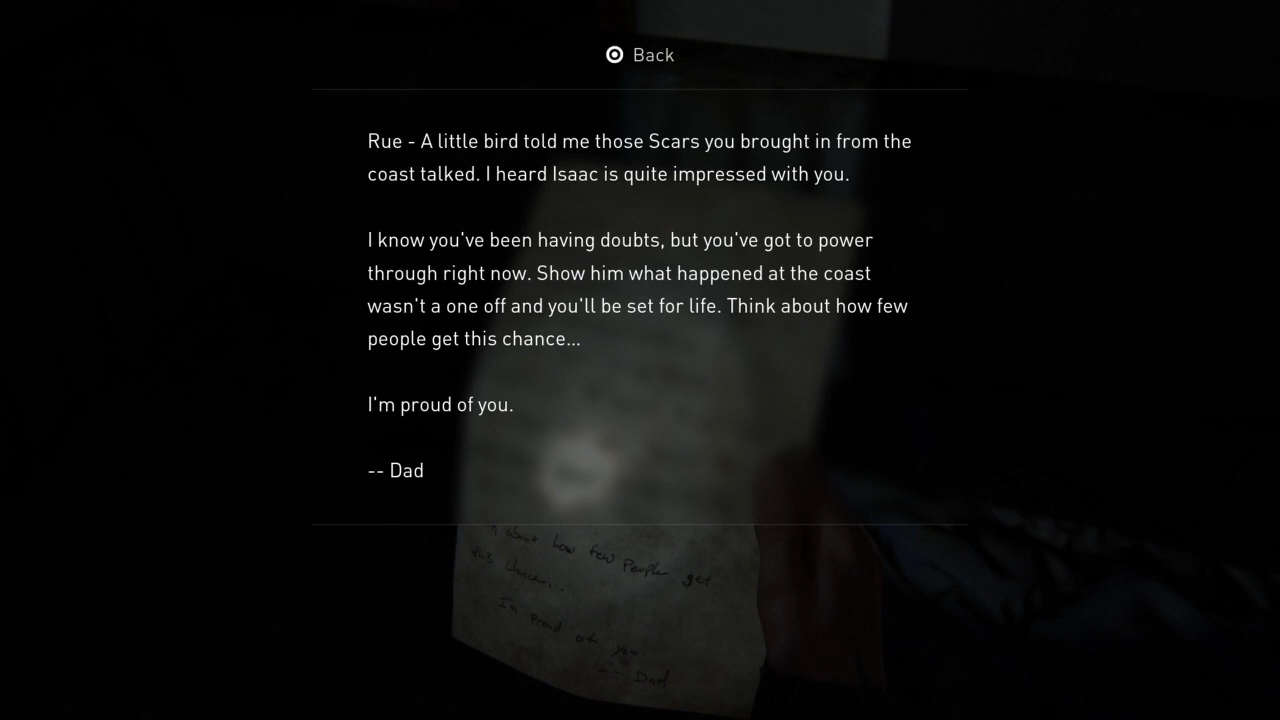 Back
Rue - A little bird told me those Scars you brought in from the
coast talked. I heard Isaac is quite impressed with you.
I know you've been having doubts, but you've got to power
through right now. Show him what happened at the coast
wasn't a one off and you'll be set for life. Think about how few
people get this chance...
I'm proud of you.
-- Dad
about how few People get
this chance...
I'm proud of you.
-- Dad